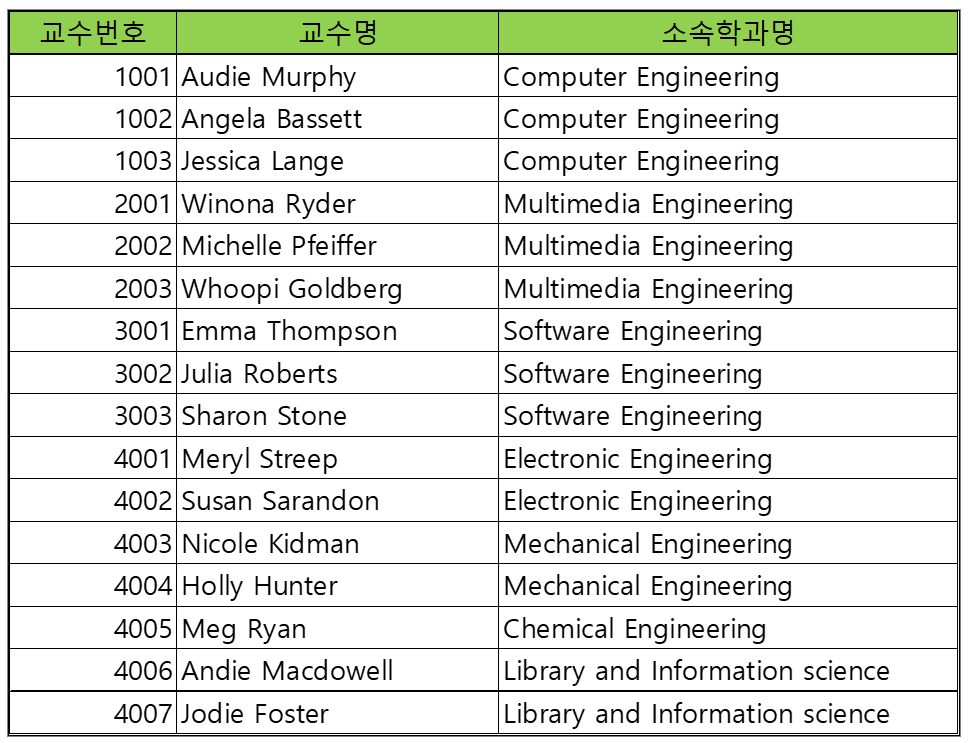 교수번호 교수명 소속학과명
1001 Audie Murphy Computer Engineering
1002 Angela Bassett Computer Engineering
1003 Jessica Lange Computer Engineering
2001 Winona Ryder Multimedia Engineering
2002 Michelle Pfeiffer Multimedia Engineering
2003 Whoopi Goldberg Multimedia Engineering
3001 Emma Thompson Software Engineering
3002 Julia Roberts Software Engineering
3003 Sharon Stone Software Engineering
4001 Meryl Streep Electronic Engineering
4002 Susan Sarandon Electronic Engineering
4003 Nicole Kidman Mechanical Engineering
4004 Holly Hunter Mechanical Engineering
4005 Meg Ryan Chemical Engineering
4006 Andie Macdowell Library and Information science
4007 Jodie Foster Library and Information science